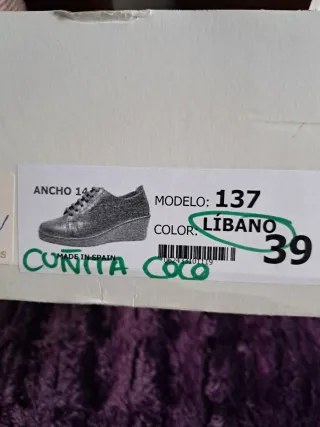 ANCHO 14
MODELO: 137
COLOR: LÍBANO
39
MADE IN SPAIN
CUÑITA COCO